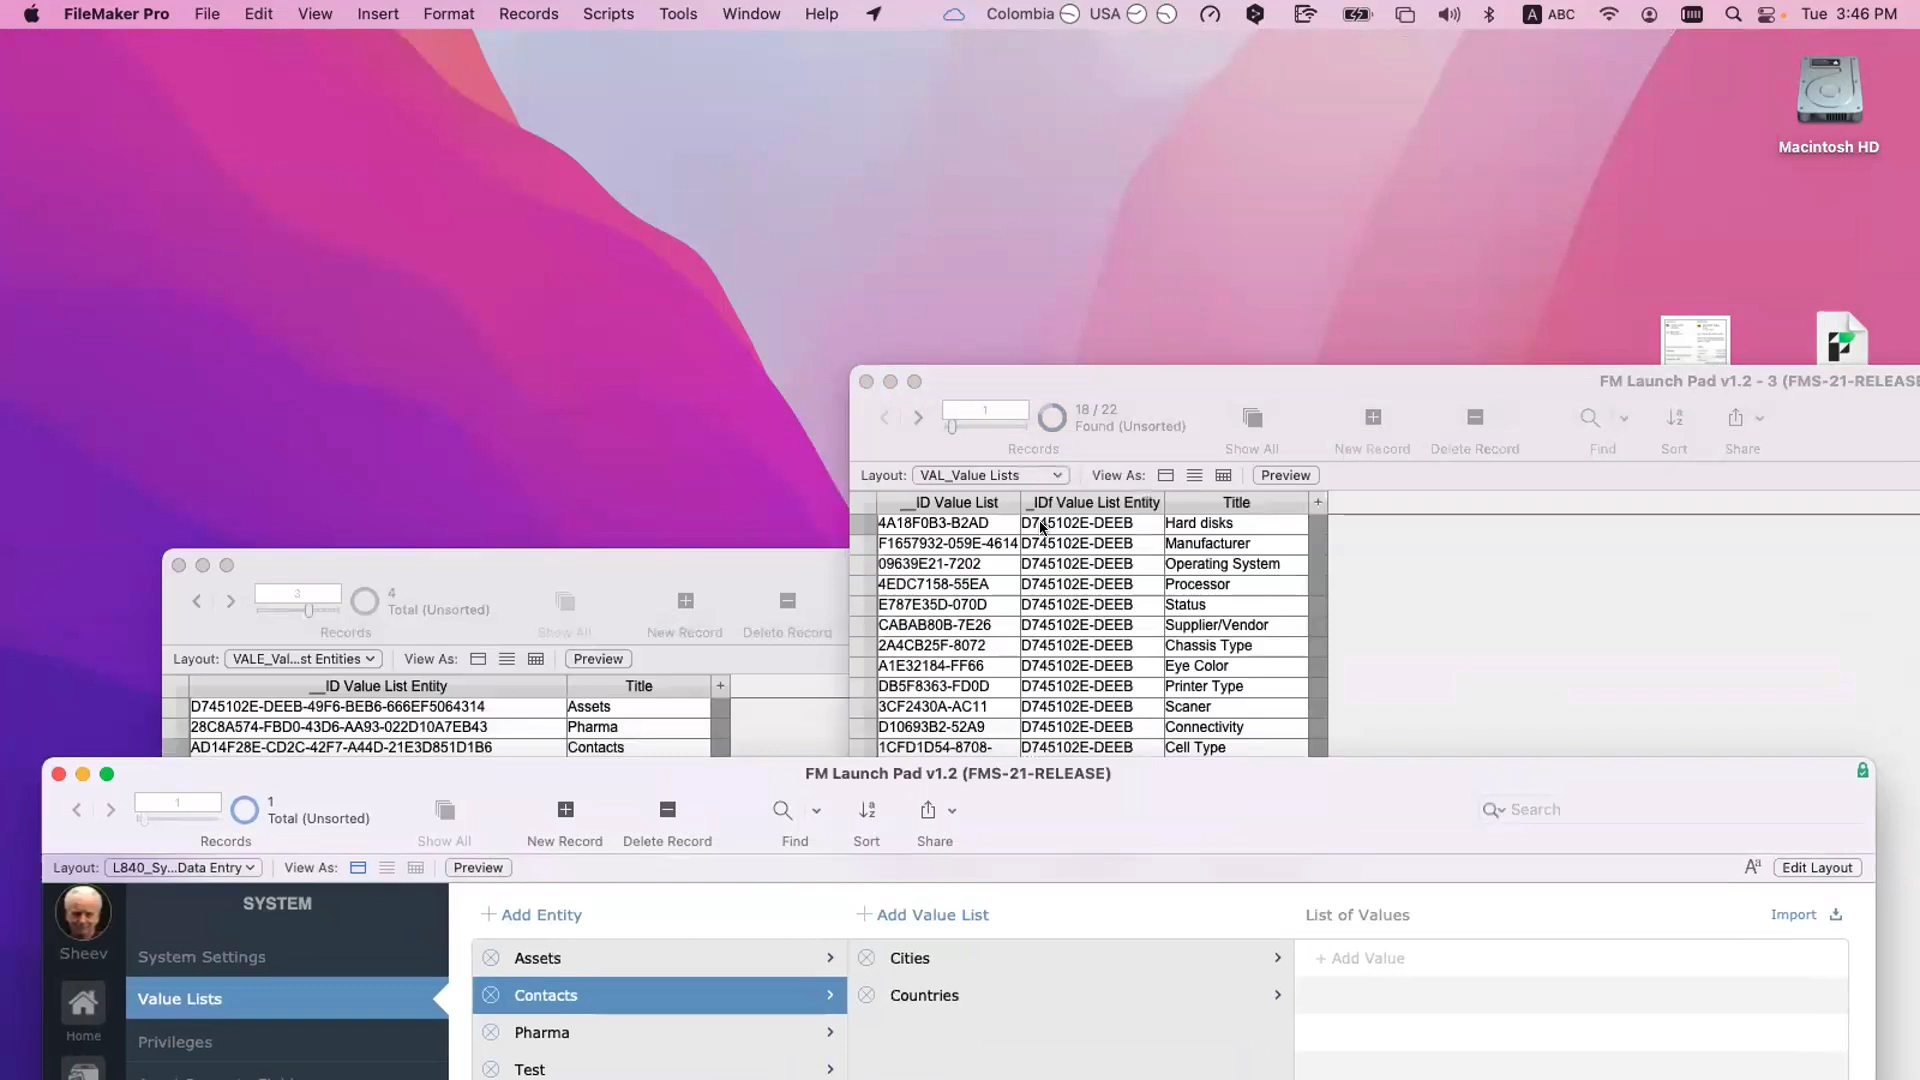 FileMaker Pro File Edit View Insert Format Records Scripts Tools Window Help Colombia USA A ABC Tue 3:46 PM
Macintosh HD
FM Launch Pad v1.2 - 3 (FMS-21-RELEASE
1 18 / 22
Found (Unsorted)
Records Show All New Record Delete Record Find Sort Share
Layout: VAL_Value Lists View As: Preview
__ID Value List _IDf Value List Entity Title +
4A18F0B3-B2AD D745102E-DEEB Hard disks
F1657932-059E-4614 D745102E-DEEB Manufacturer
09639E21-7202 D745102E-DEEB Operating System
4EDC7158-55EA D745102E-DEEB Processor
E787E35D-070D D745102E-DEEB Status
CABAB80B-7E26 D745102E-DEEB Supplier/Vendor
2A4CB25F-8072 D745102E-DEEB Chassis Type
A1E32184-FF66 D745102E-DEEB Eye Color
DB5F8363-FD0D D745102E-DEEB Printer Type
3CF2430A-AC11 D745102E-DEEB Scaner
D10693B2-52A9 D745102E-DEEB Connectivity
1CFD1D54-8708- D745102E-DEEB Cell Type
3 4
Total (Unsorted)
Records Show All New Record Delete Record
Layout: VALE_Val...st Entities View As: Preview
__ID Value List Entity Title +
D745102E-DEEB-49F6-BEB6-666EF5064314 Assets
28C8A574-FBD0-43D6-AA93-022D10A7EB43 Pharma
AD14F28E-CD2C-42F7-A44D-21E3D851D1B6 Contacts
FM Launch Pad v1.2 (FMS-21-RELEASE)
1 1
Total (Unsorted)
Search
Records Show All New Record Delete Record Find Sort Share
Layout: L840_Sy...Data Entry View As: Preview Aa Edit Layout
Sheev
Home
SYSTEM
System Settings
Value Lists
Privileges
+ Add Entity + Add Value List List of Values Import
Assets Cities + Add Value
Contacts Countries
Pharma
Test